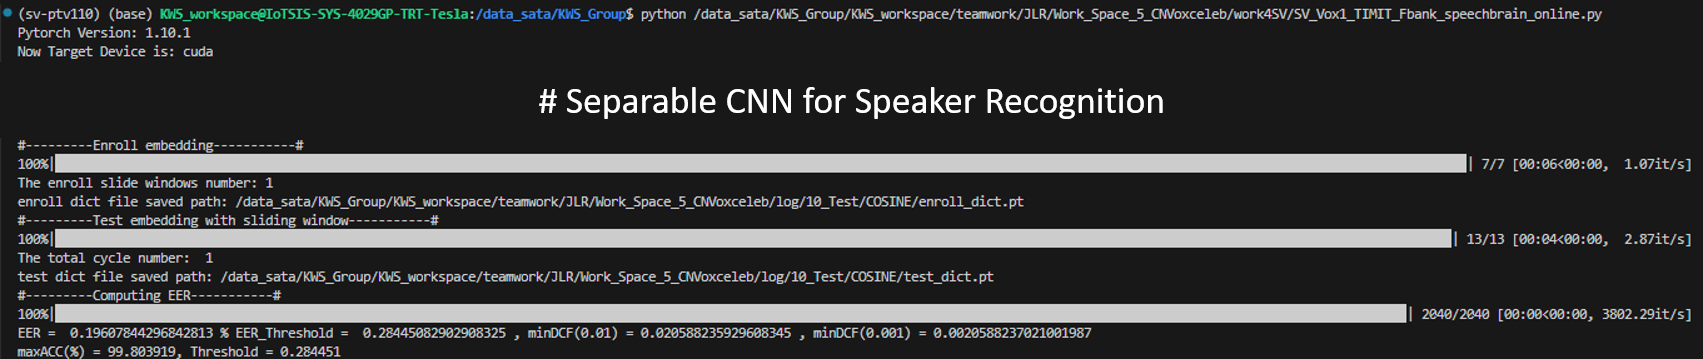 (sv-ptv110) (base) KWS_workspace@IoTSIS-SYS-4029GP-TRT-Tesla:/data_sata/KWS_Group$ python /data_sata/KWS_Group/KWS_workspace/teamwork/JLR/Work_Space_5_CNVoxceleb/work4SV/SV_Vox1_TIMIT_Fbank_speechbrain_online.py
Pytorch Version: 1.10.1
Now Target Device is: cuda
# Separable CNN for Speaker Recognition
#---------Enroll embedding-----------#
100%| | 7/7 [00:06<00:00, 1.07it/s]
The enroll slide windows number: 1
enroll dict file saved path: /data_sata/KWS_Group/KWS_workspace/teamwork/JLR/Work_Space_5_CNVoxceleb/log/10_Test/COSINE/enroll_dict.pt
#---------Test embedding with sliding window-----------#
100%| | 13/13 [00:04<00:00, 2.87it/s]
The total cycle number: 1
test dict file saved path: /data_sata/KWS_Group/KWS_workspace/teamwork/JLR/Work_Space_5_CNVoxceleb/log/10_Test/COSINE/test_dict.pt
#---------Computing EER-----------#
100%| | 2040/2040 [00:00<00:00, 3802.29it/s]
EER = 0.19607844296842813 % EER_Threshold = 0.28445082902908325 , minDCF(0.01) = 0.020588235929608345 , minDCF(0.001) = 0.0020588237021001987
maxACC(%) = 99.803919, Threshold = 0.284451